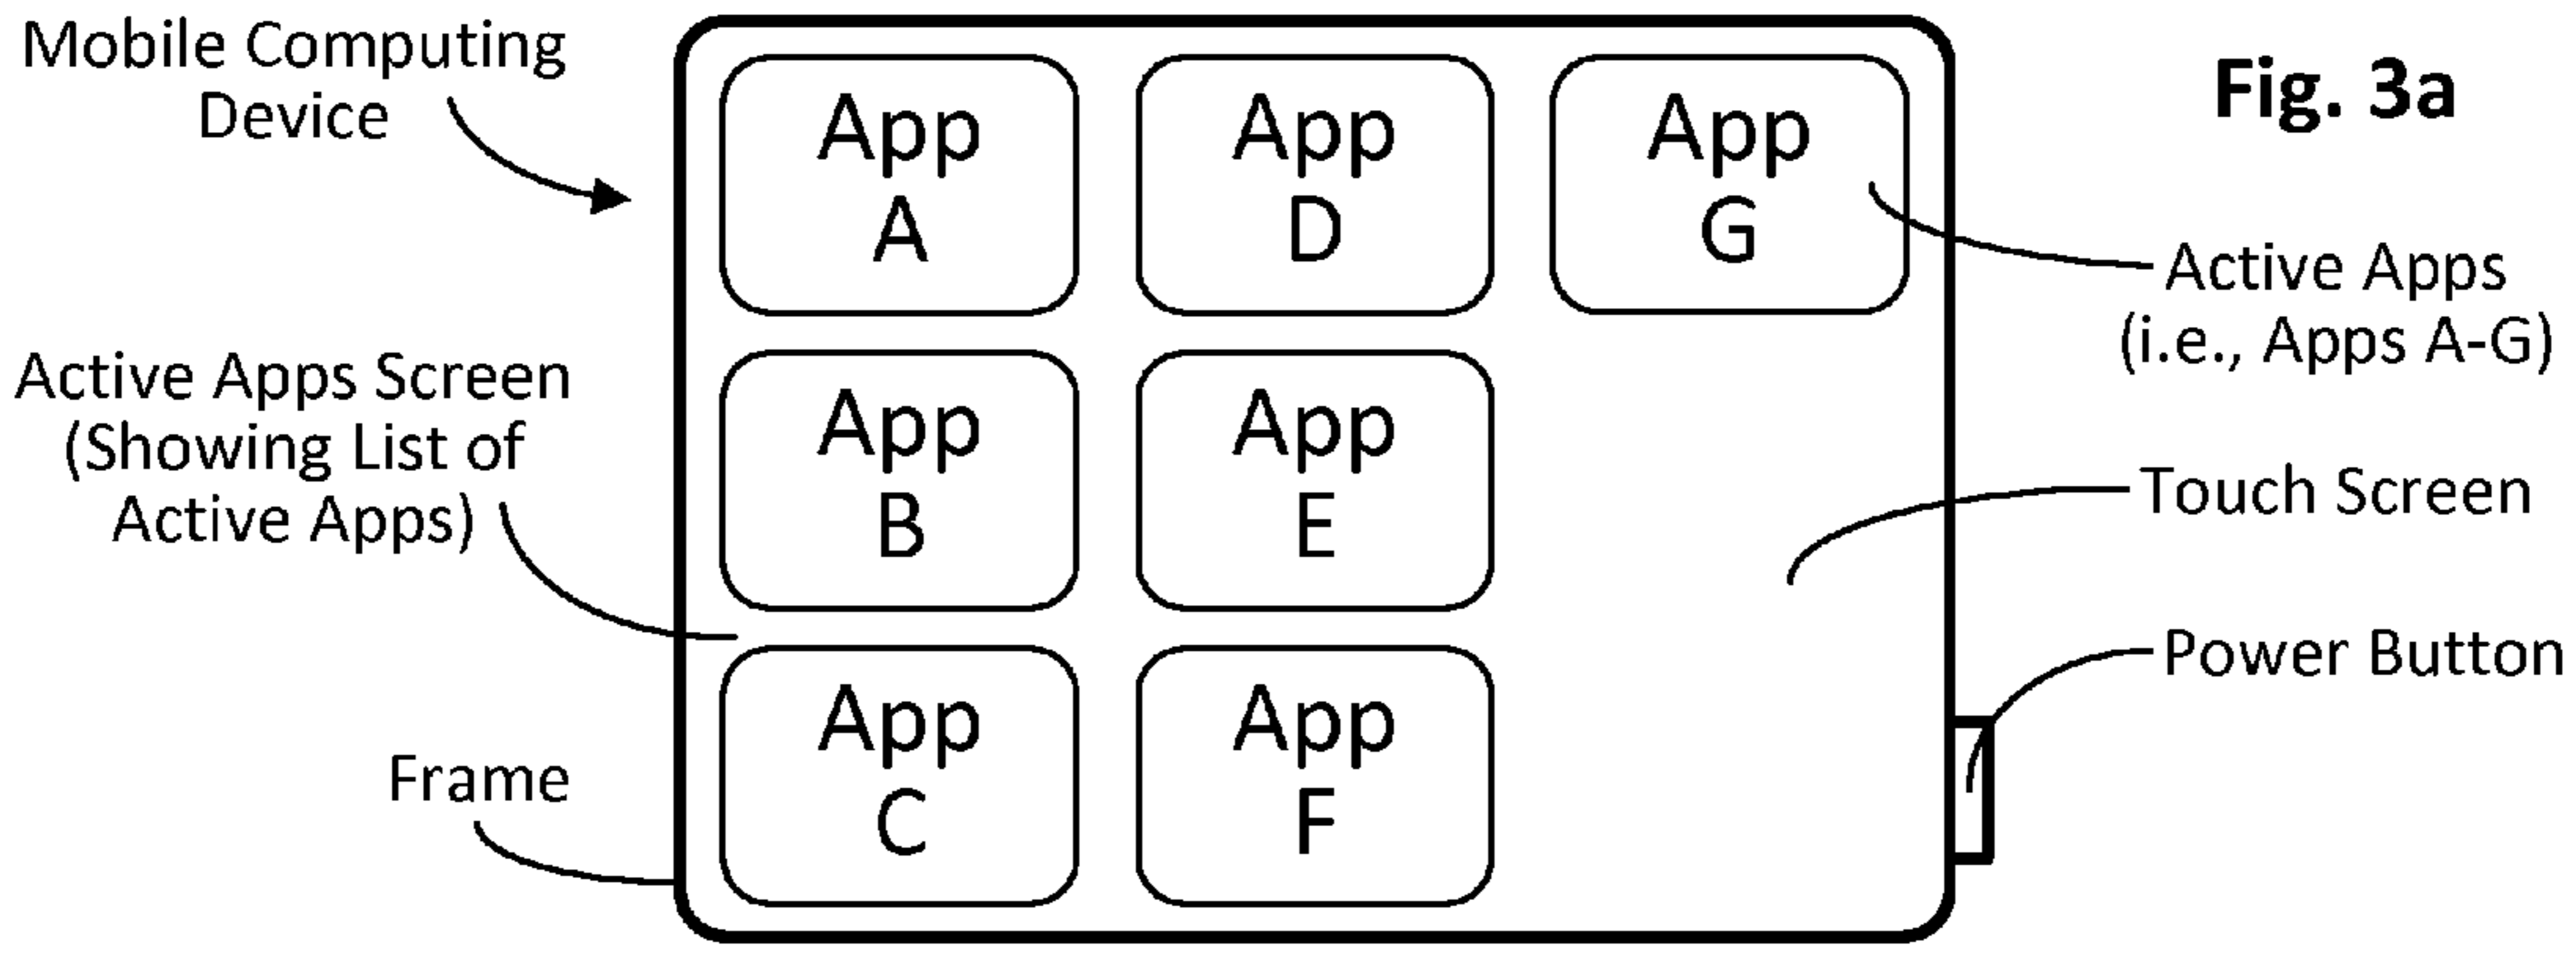 Mobile Computing
Device
Fig. 3a
App
A
App
D
App
G
Active Apps
(i.e., Apps A-G)
Active Apps Screen
(Showing List of
Active Apps)
App
B
App
E
Touch Screen
Power Button
Frame
App
C
App
F